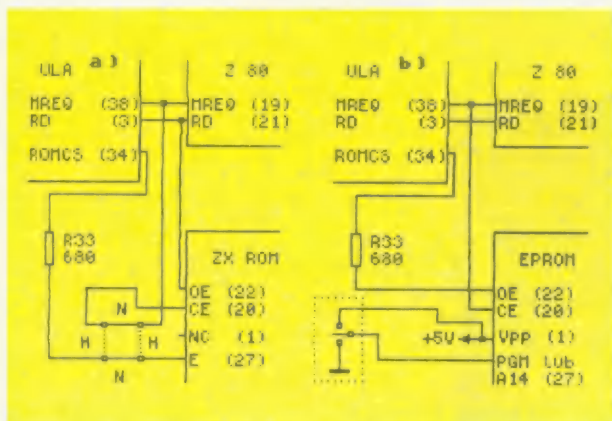 a)
ULA
Z 80
MREQ (38)
MREQ (19)
RD (3)
RD (21)
ROMCS (34)
R33
680
ZX ROM
OE (22)
CE (20)
NC (1)
E (27)
N
H
H
N
b)
ULA
Z 80
MREQ (38)
MREQ (19)
RD (3)
RD (21)
ROMCS (34)
R33
680
EPROM
OE (22)
CE (20)
+5V
VPP (1)
PGM lub
A14 (27)